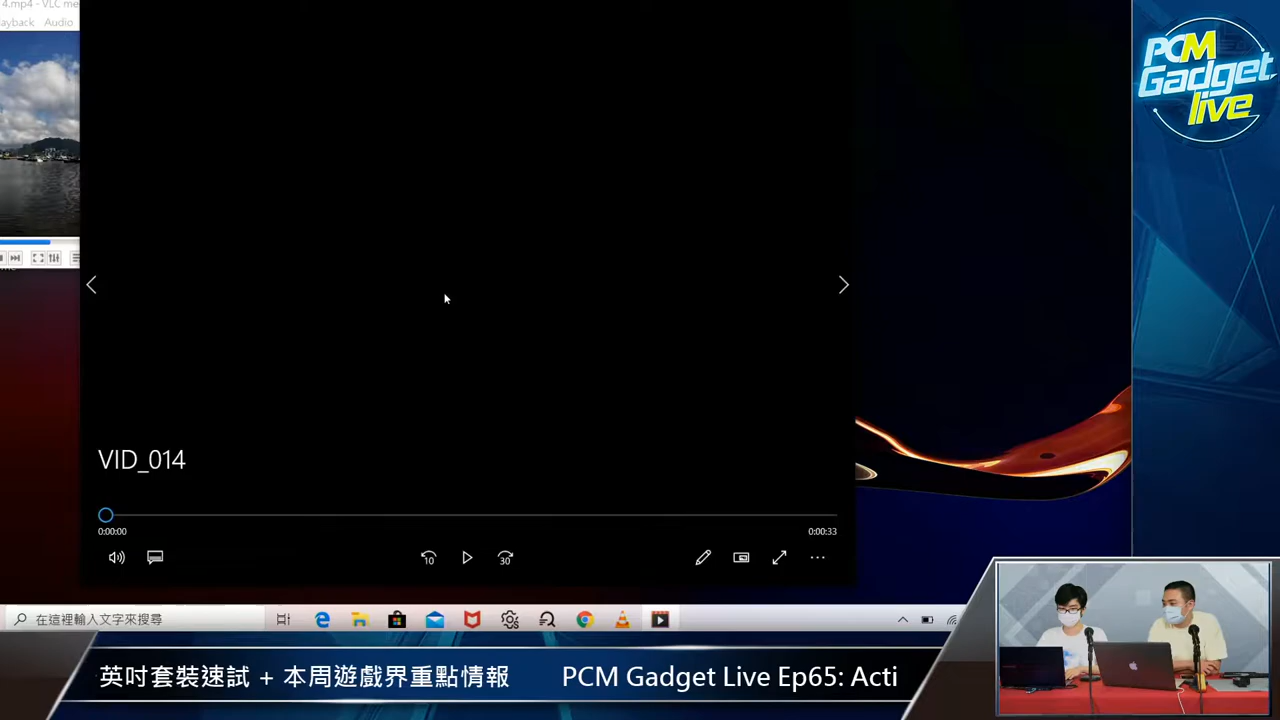 4.mp4 - VLC me
ayback Audio
PCM
Gadget
live
VID_014
0:00:00
0:00:33
10
30
在這裡輸入文字來搜尋
英吋套裝速試 + 本周遊戲界重點情報
PCM Gadget Live Ep65: Acti